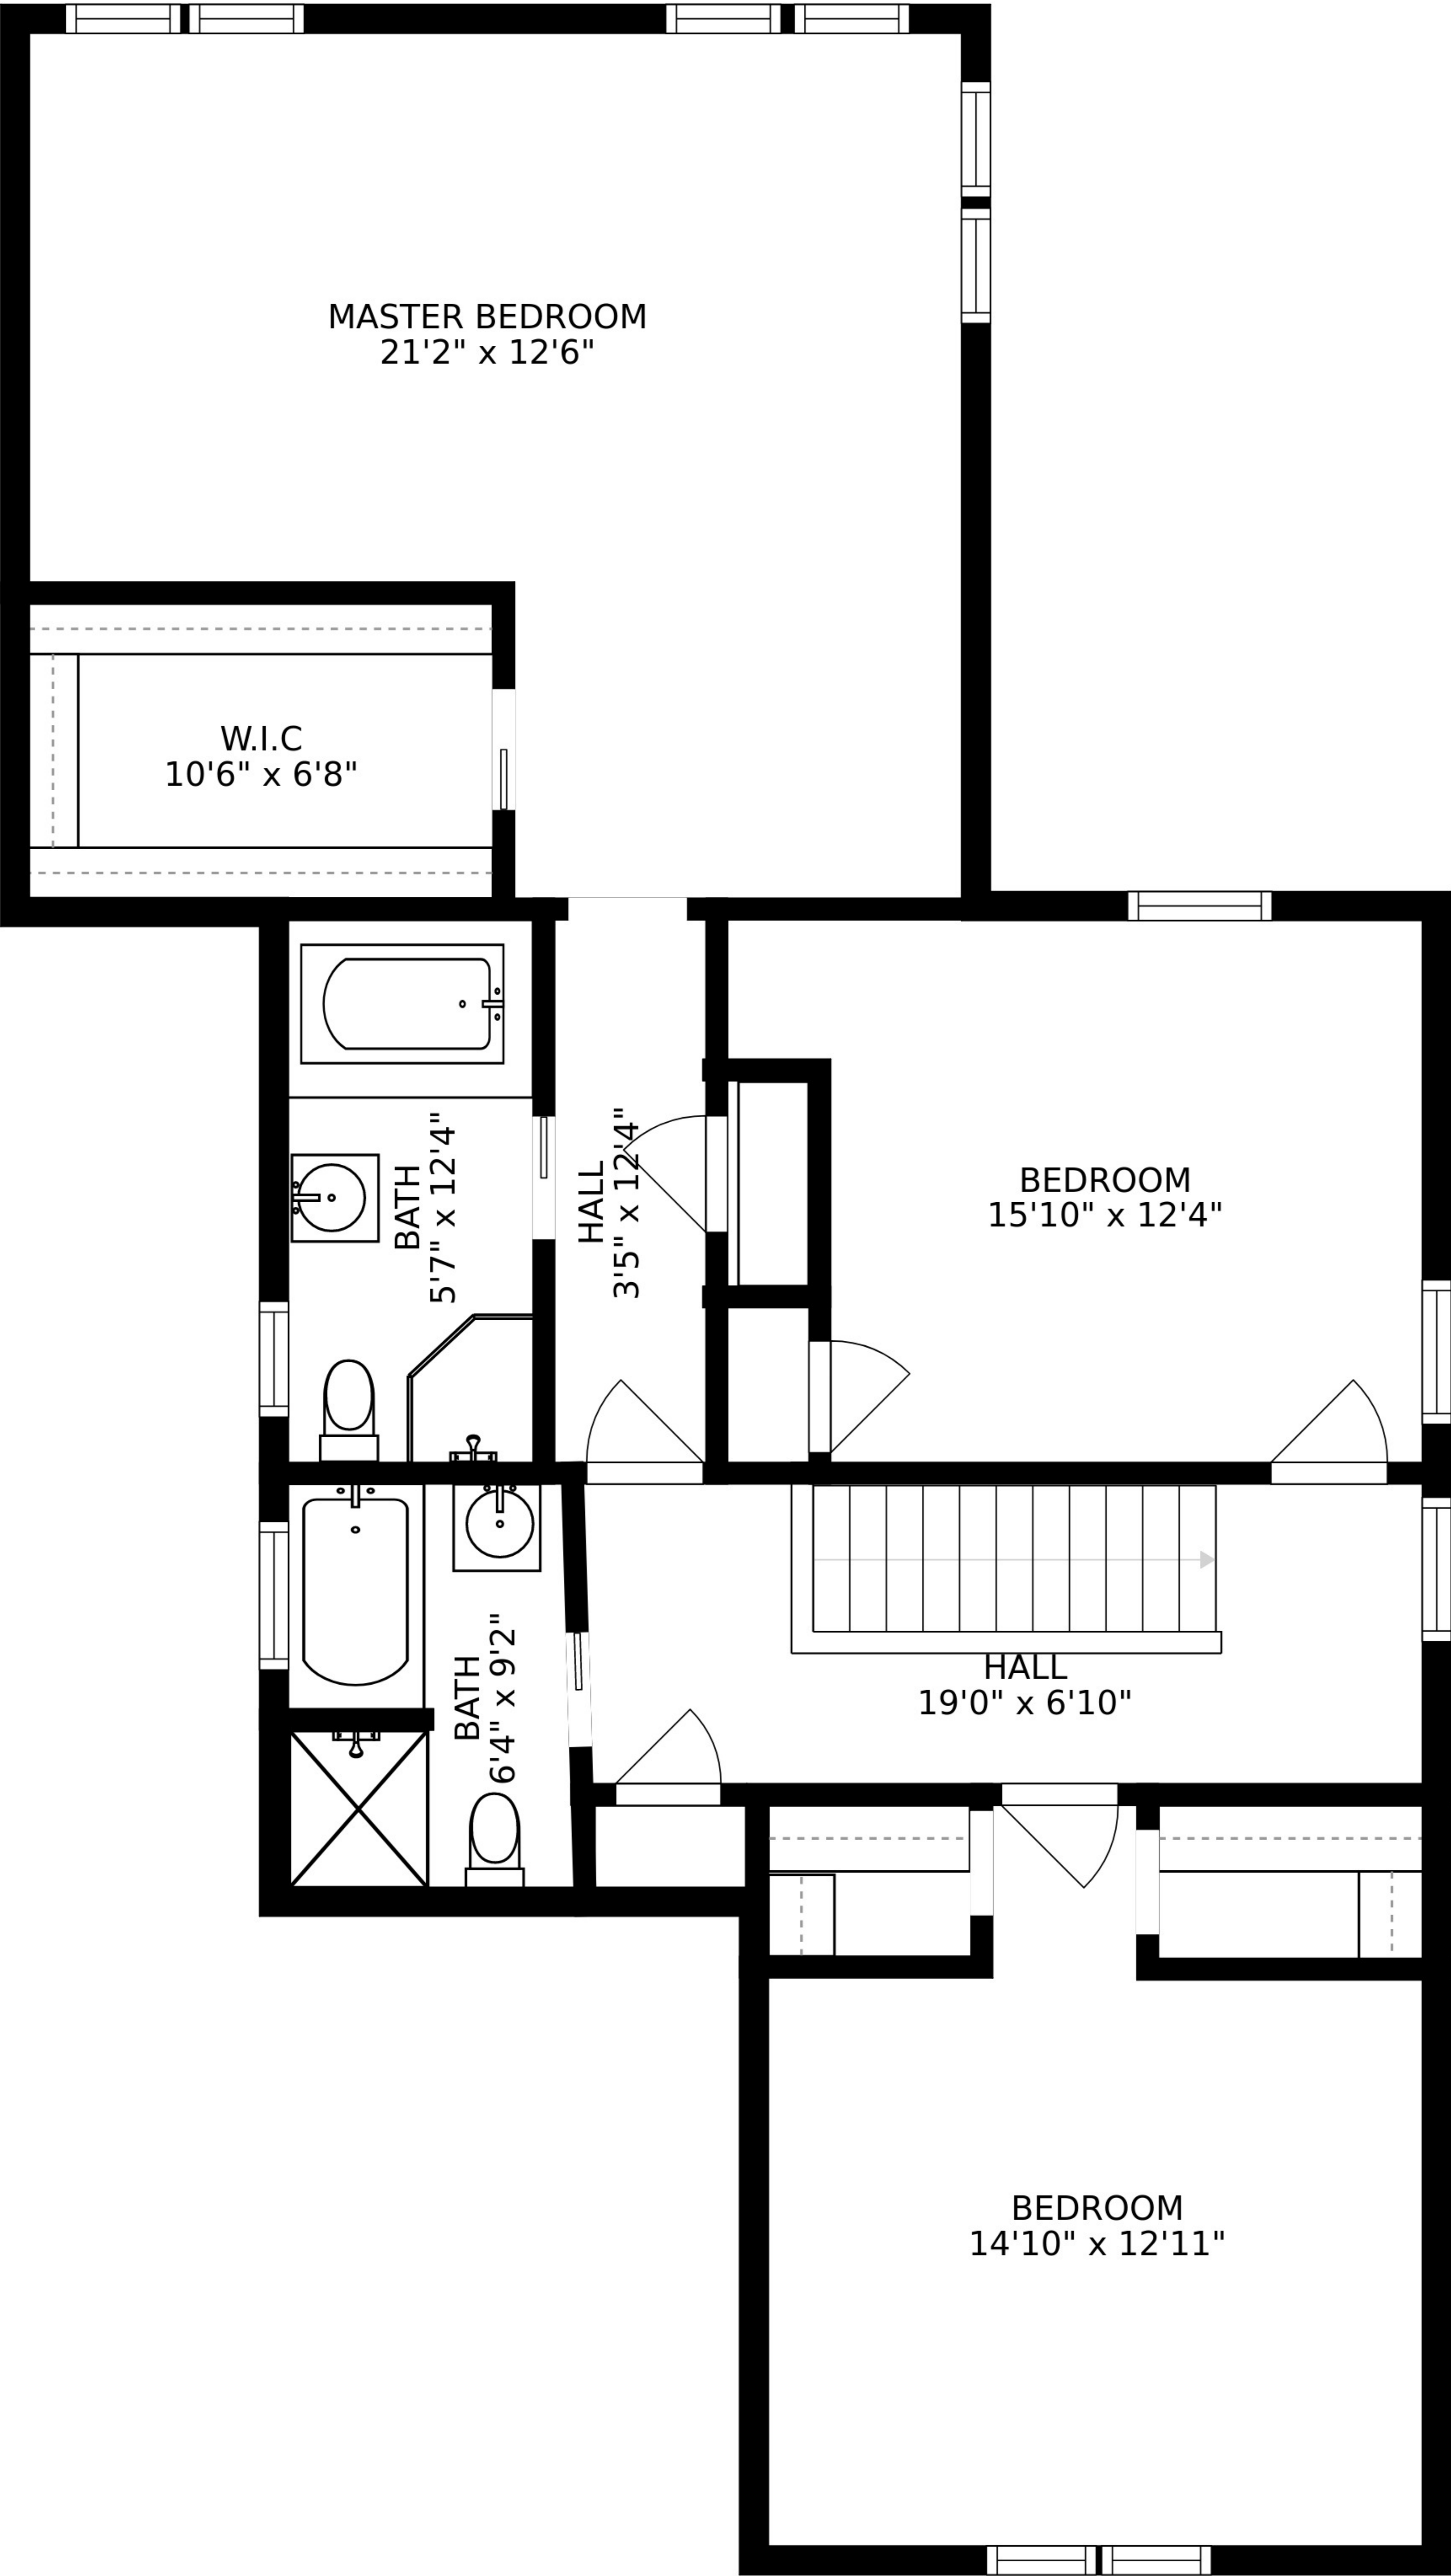 MASTER BEDROOM
21'2" x 12'6"
W.I.C
10'6" x 6'8"
BATH
5'7" x 12'4"
HALL
3'5" x 12'4"
BEDROOM
15'10" x 12'4"
BATH
6'4" x 9'2"
HALL
19'0" x 6'10"
BEDROOM
14'10" x 12'11"